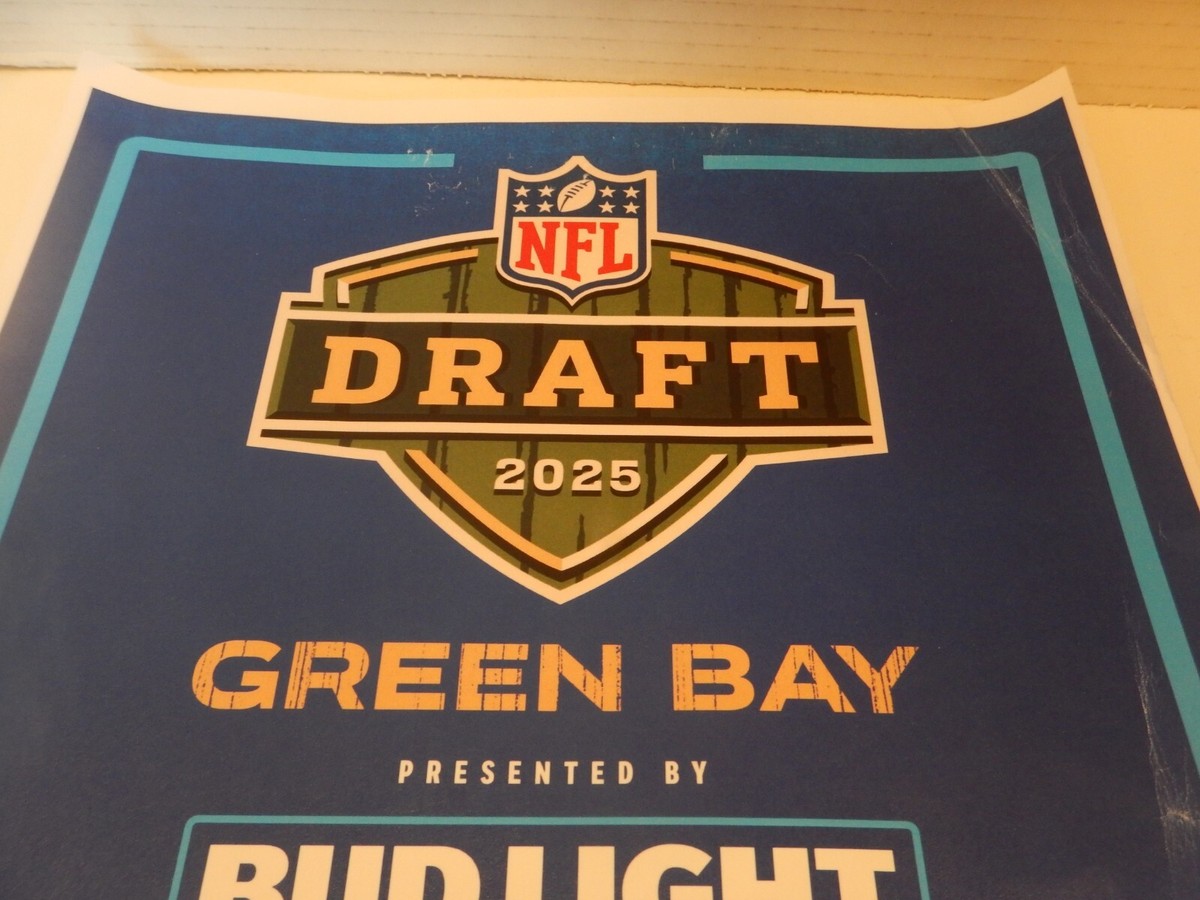 NFL
DRAFT
2025
GREEN BAY
PRESENTED BY
BUD LIGHT